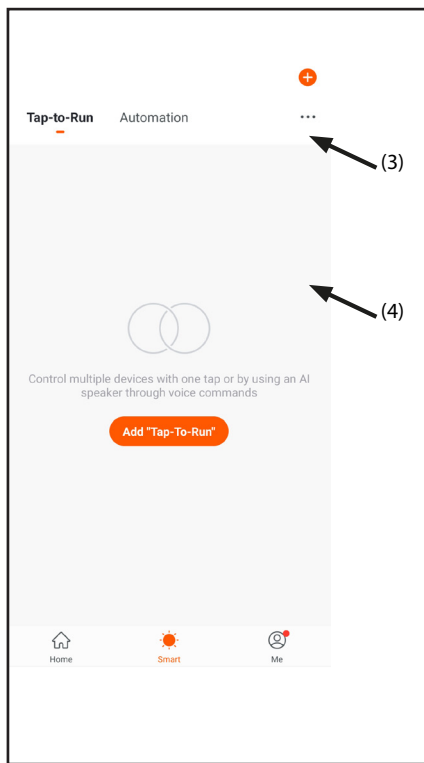 Tap-to-Run Automation
(3)
(4)
Control multiple devices with one tap or by using an AI
speaker through voice commands
Add "Tap-To-Run"
Home Smart Me